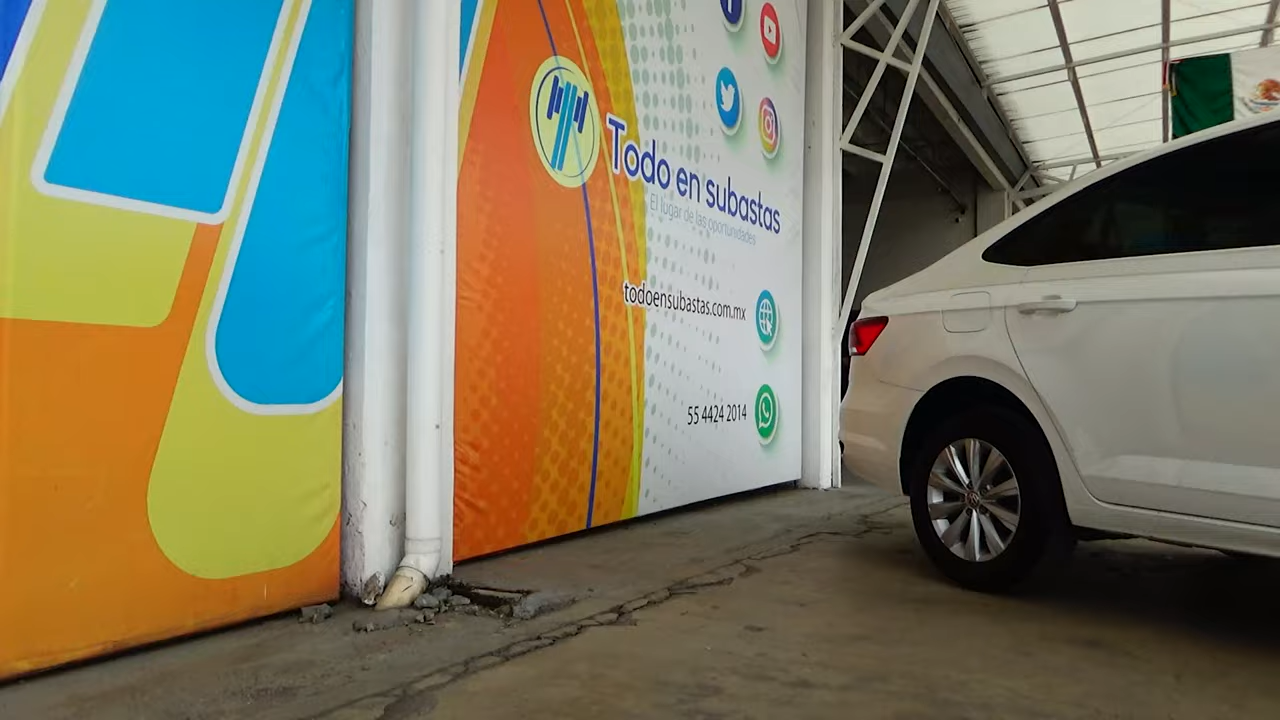 Todo en subastas
El lugar de las oportunidades
todoensubastas.com.mx
55 4424 2014